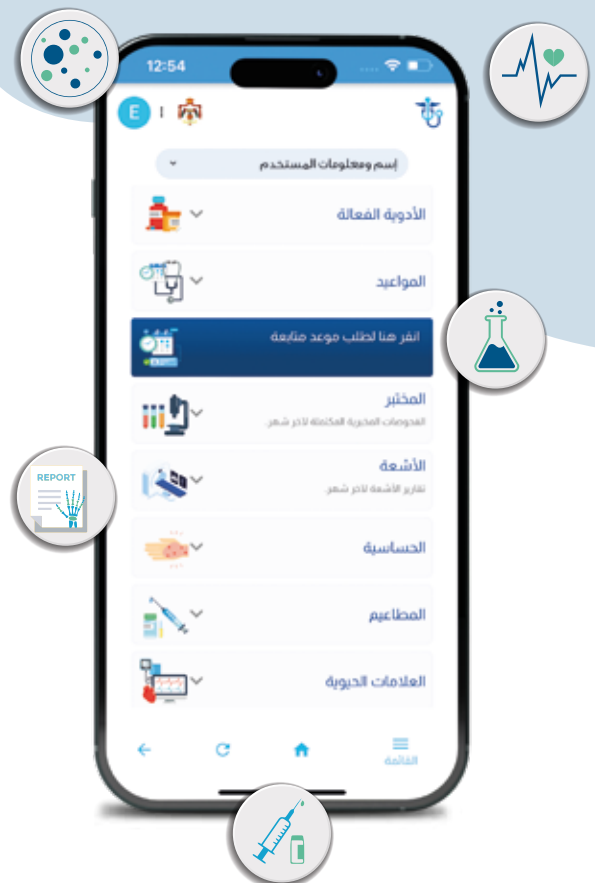 12:54
E
إسم ومعلومات المستخدم
الأدوية الفعالة
المواعيد
انقر هنا لطلب موعد متابعة
المختبر
الفحوصات المخبرية المكتملة لآخر شهر.
الأشعة
تقارير الأشعة لآخر شهر.
الحساسية
المطاعيم
العلامات الحيوية
القائمة
REPORT